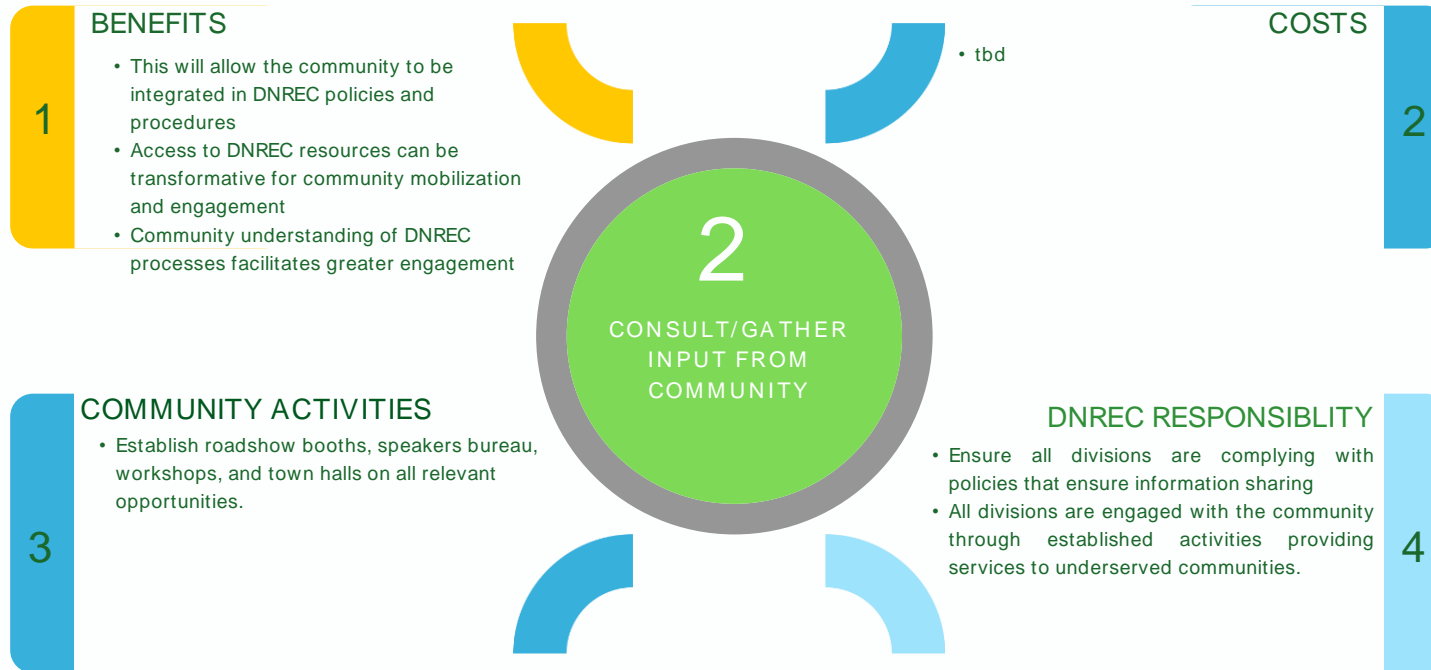 1
BENEFITS
• This will allow the community to be
integrated in DNREC policies and
procedures
• Access to DNREC resources can be
transformative for community mobilization
and engagement
• Community understanding of DNREC
processes facilitates greater engagement
COSTS
• tbd
2
2
CONSULT/GATHER
INPUT FROM
COMMUNITY
3
COMMUNITY ACTIVITIES
• Establish roadshow booths, speakers bureau,
workshops, and town halls on all relevant
opportunities.
DNREC RESPONSIBLITY
• Ensure all divisions are complying with
policies that ensure information sharing
• All divisions are engaged with the community
through established activities providing
services to underserved communities.
4